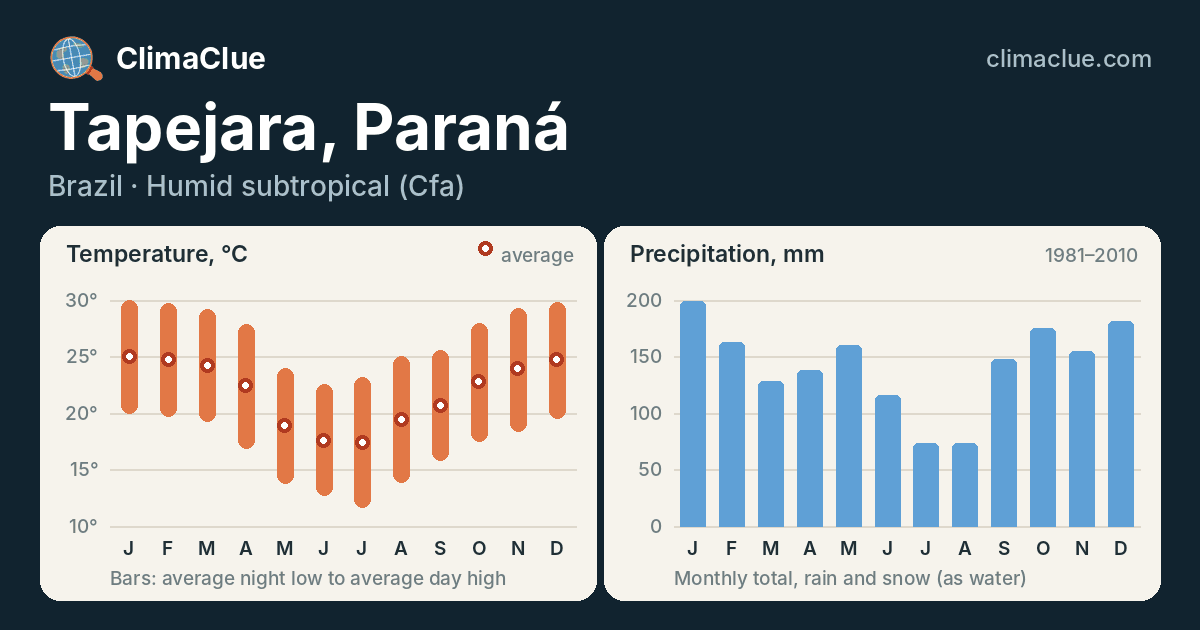 ClimaClue
climaclue.com
Tapejara, Paraná
Brazil · Humid subtropical (Cfa)
Temperature, °C
average
30°
25°
20°
15°
10°
J F M A M J J A S O N D
Bars: average night low to average day high
Precipitation, mm
1981–2010
200
150
100
50
0
J F M A M J J A S O N D
Monthly total, rain and snow (as water)